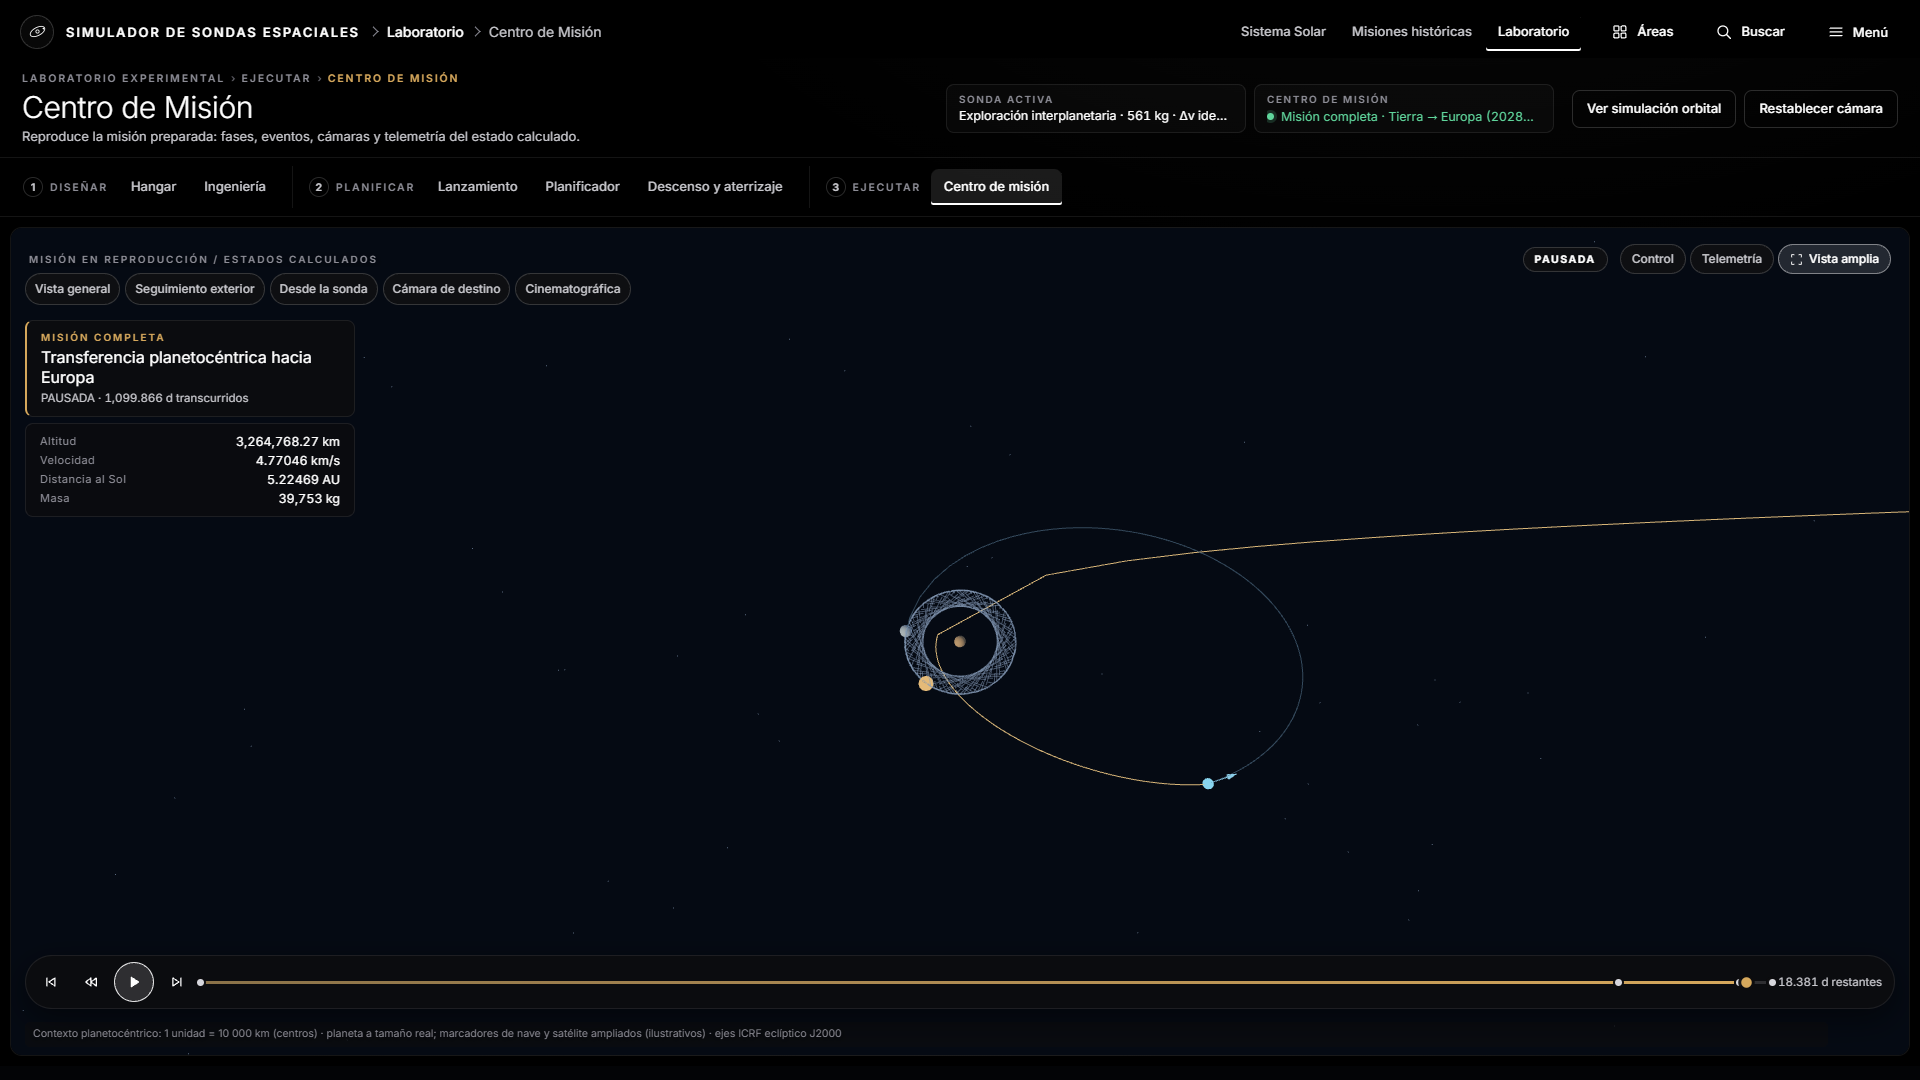 SIMULADOR DE SONDAS ESPACIALES
Laboratorio
Centro de Misión
Sistema Solar
Misiones históricas
Laboratorio
Áreas
Buscar
Menú
LABORATORIO EXPERIMENTAL › EJECUTAR › CENTRO DE MISIÓN
Centro de Misión
Reproduce la misión preparada: fases, eventos, cámaras y telemetría del estado calculado.
SONDA ACTIVA
Exploración interplanetaria · 561 kg · Δv ide...
CENTRO DE MISIÓN
Misión completa · Tierra → Europa (2028...
Ver simulación orbital
Restablecer cámara
1 DISEÑAR
Hangar
Ingeniería
2 PLANIFICAR
Lanzamiento
Planificador
Descenso y aterrizaje
3 EJECUTAR
Centro de misión
MISIÓN EN REPRODUCCIÓN / ESTADOS CALCULADOS
PAUSADA
Control
Telemetría
Vista amplia
Vista general
Seguimiento exterior
Desde la sonda
Cámara de destino
Cinematográfica
MISIÓN COMPLETA
Transferencia planetocéntrica hacia
Europa
PAUSADA · 1,099.866 d transcurridos
Altitud 3,264,768.27 km
Velocidad 4.77046 km/s
Distancia al Sol 5.22469 AU
Masa 39,753 kg
18.381 d restantes
Contexto planetocéntrico: 1 unidad = 10 000 km (centros) · planeta a tamaño real; marcadores de nave y satélite ampliados (ilustrativos) · ejes ICRF eclíptico J2000